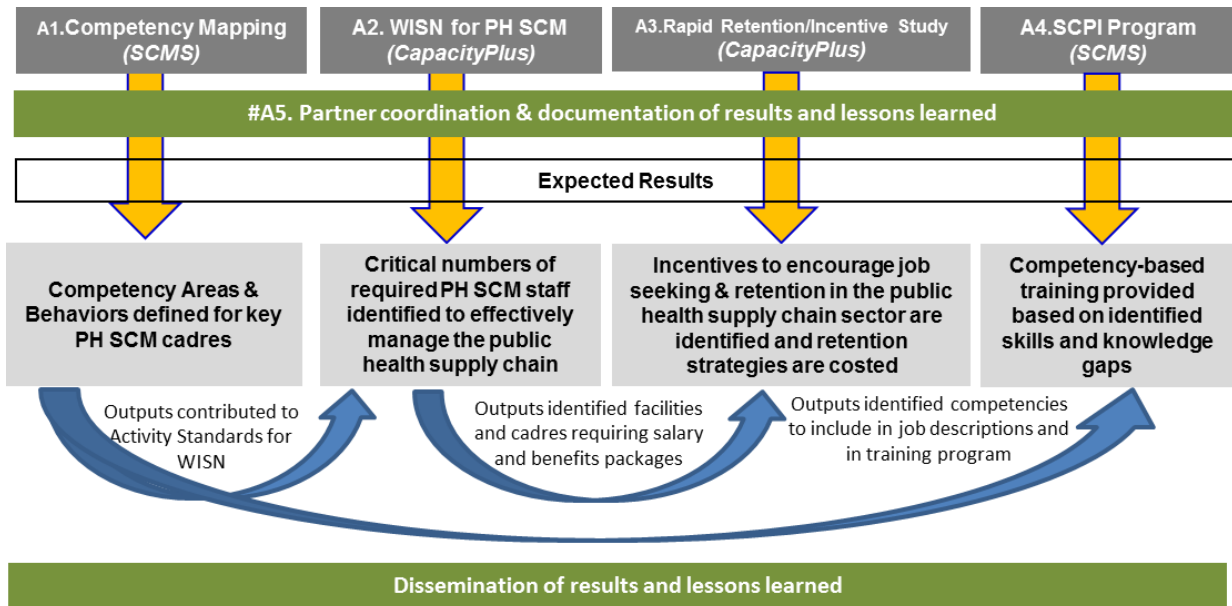 A1.Competency Mapping
(SCMS)
A2. WISN for PH SCM
(CapacityPlus)
A3.Rapid Retention/Incentive Study
(CapacityPlus)
A4.SCPI Program
(SCMS)
#A5. Partner coordination & documentation of results and lessons learned
Expected Results
Competency Areas &
Behaviors defined for key
PH SCM cadres
Critical numbers of
required PH SCM staff
identified to effectively
manage the public
health supply chain
Incentives to encourage job
seeking & retention in the public
health supply chain sector are
identified and retention
strategies are costed
Competency-based
training provided
based on identified
skills and knowledge
gaps
Outputs contributed to
Activity Standards for
WISN
Outputs identified facilities
and cadres requiring salary
and benefits packages
Outputs identified competencies
to include in job descriptions and
in training program
Dissemination of results and lessons learned